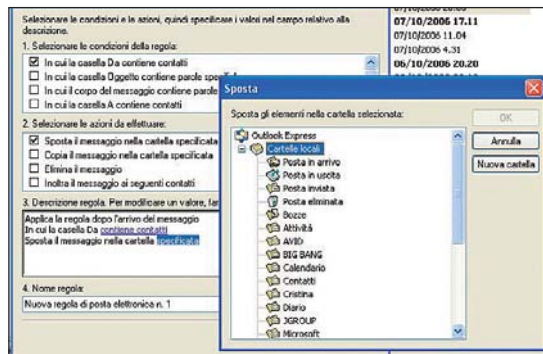 Selezionare le condizioni e le azioni, quindi specificare i valori nel campo relativo alla
descrizione.
1. Selezionare le condizioni della regola:
In cui la casella Da contiene contatti
In cui la casella Oggetto contiene parole
In cui il corpo del messaggio contiene parole
In cui la casella A contiene contatti
2. Selezionare le azioni da effettuare:
Sposta il messaggio nella cartella specificata
Copia il messaggio nella cartella specificata
Elimina il messaggio
Inoltra il messaggio ai seguenti contatti
3. Descrizione regola. Per modificare un valore,
Applica la regola dopo l'arrivo del messaggio
In cui la casella Da contiene contatti
Sposta il messaggio nella cartella specificata
4. Nome regola:
Nuova regola di posta elettronica n. 1
07/10/2006 17.11
07/10/2006 11.04
07/10/2006 4.31
06/10/2006 20.20
Sposta
Sposta gli elementi nella cartella selezionata:
Outlook Express
Cartelle locali
Posta in arrivo
Posta in uscita
Posta inviata
Posta eliminata
Bozze
Attività
AVIO
BIG BANG
Calendario
Contatti
Cristina
Diario
JGROUP
Microsoft
OK
Annulla
Nuova cartella